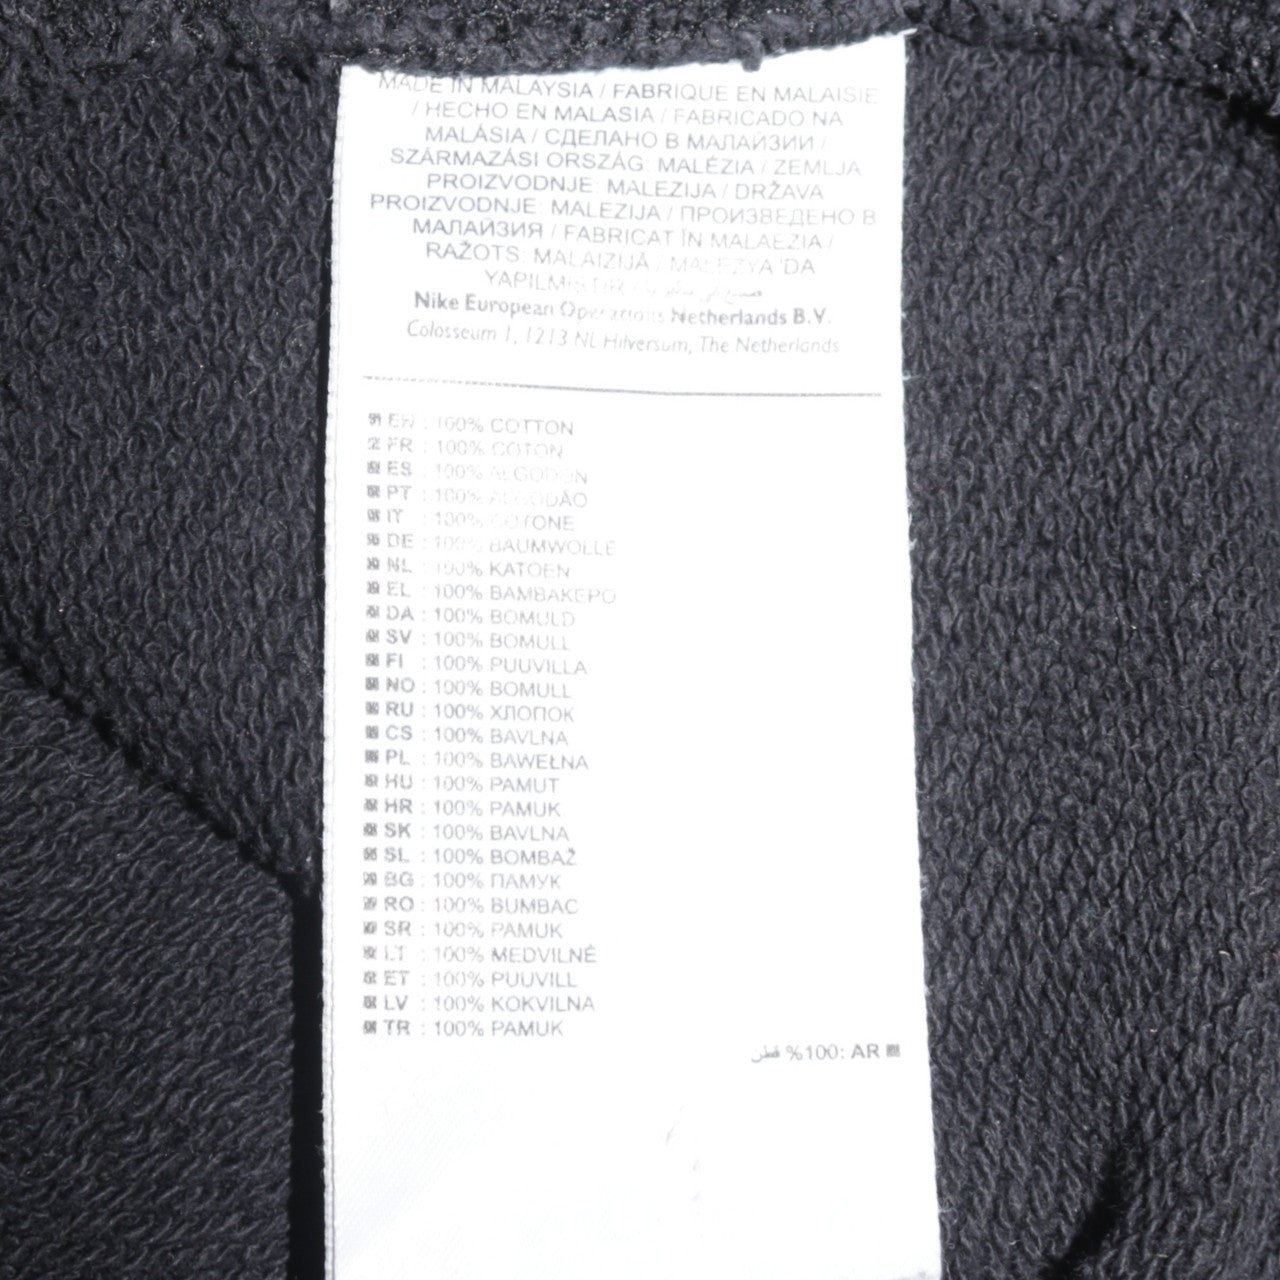 MADE IN MALAYSIA / FABRIQUE EN MALAISIE
/ HECHO EN MALASIA / FABRICADO NA
MALÁSIA / СДЕЛАНО В МАЛАЙЗИИ /
SZÁRMAZÁSI ORSZÁG: MALÉZIA / ZEMLJA
PROIZVODNJE: MALEZIJA / DRŽAVA
PROIZVODNJE: MALEZIJA / ПРОИЗВЕДЕНО В
МАЛАЙЗИЯ / FABRICAT ÎN MALAEZIA /
RAŽOTS: MALAIZIJĀ / MALEZYA 'DA
YAPILMIŞTIR /
Nike European Operations Netherlands B.V.
Colosseum 1, 1213 NL Hilversum, The Netherlands
EN : 100% COTTON
FR : 100% COTON
ES : 100% ALGODON
PT : 100% ALGODÃO
IT : 100% COTONE
DE : 100% BAUMWOLLE
NL : 100% KATOEN
EL : 100% ΒΑΜΒΑΚΕΡΟ
DA : 100% BOMULD
SV : 100% BOMULL
FI : 100% PUUVILLA
NO : 100% BOMULL
RU : 100% ХЛОПОК
CS : 100% BAVLNA
PL : 100% BAWEŁNA
HU : 100% PAMUT
HR : 100% PAMUK
SK : 100% BAVLNA
SL : 100% BOMBAŽ
BG : 100% ПАМУК
RO : 100% BUMBAC
SR : 100% PAMUK
LT : 100% MEDVILNĖ
ET : 100% PUUVILL
LV : 100% KOKVILNA
TR : 100% PAMUK
AR :100% قطن